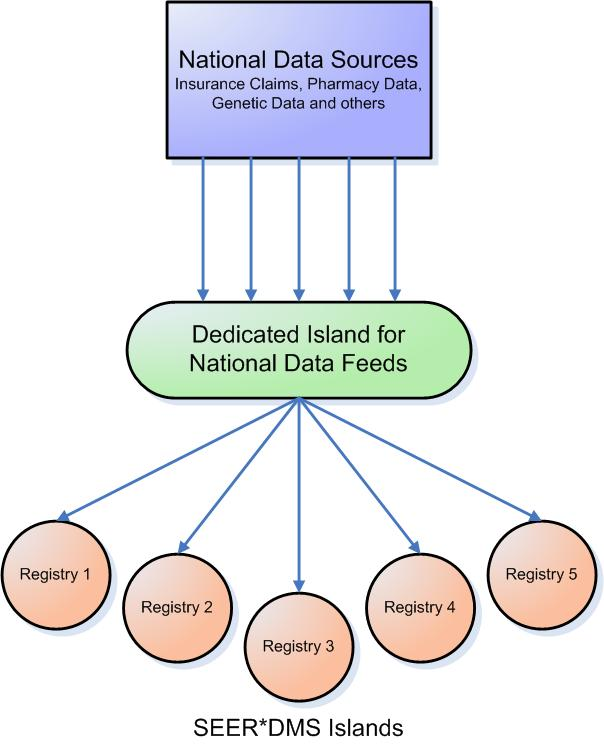 National Data Sources
Insurance Claims, Pharmacy Data,
Genetic Data and others
Dedicated Island for
National Data Feeds
Registry 1
Registry 2
Registry 3
Registry 4
Registry 5
SEER*DMS Islands